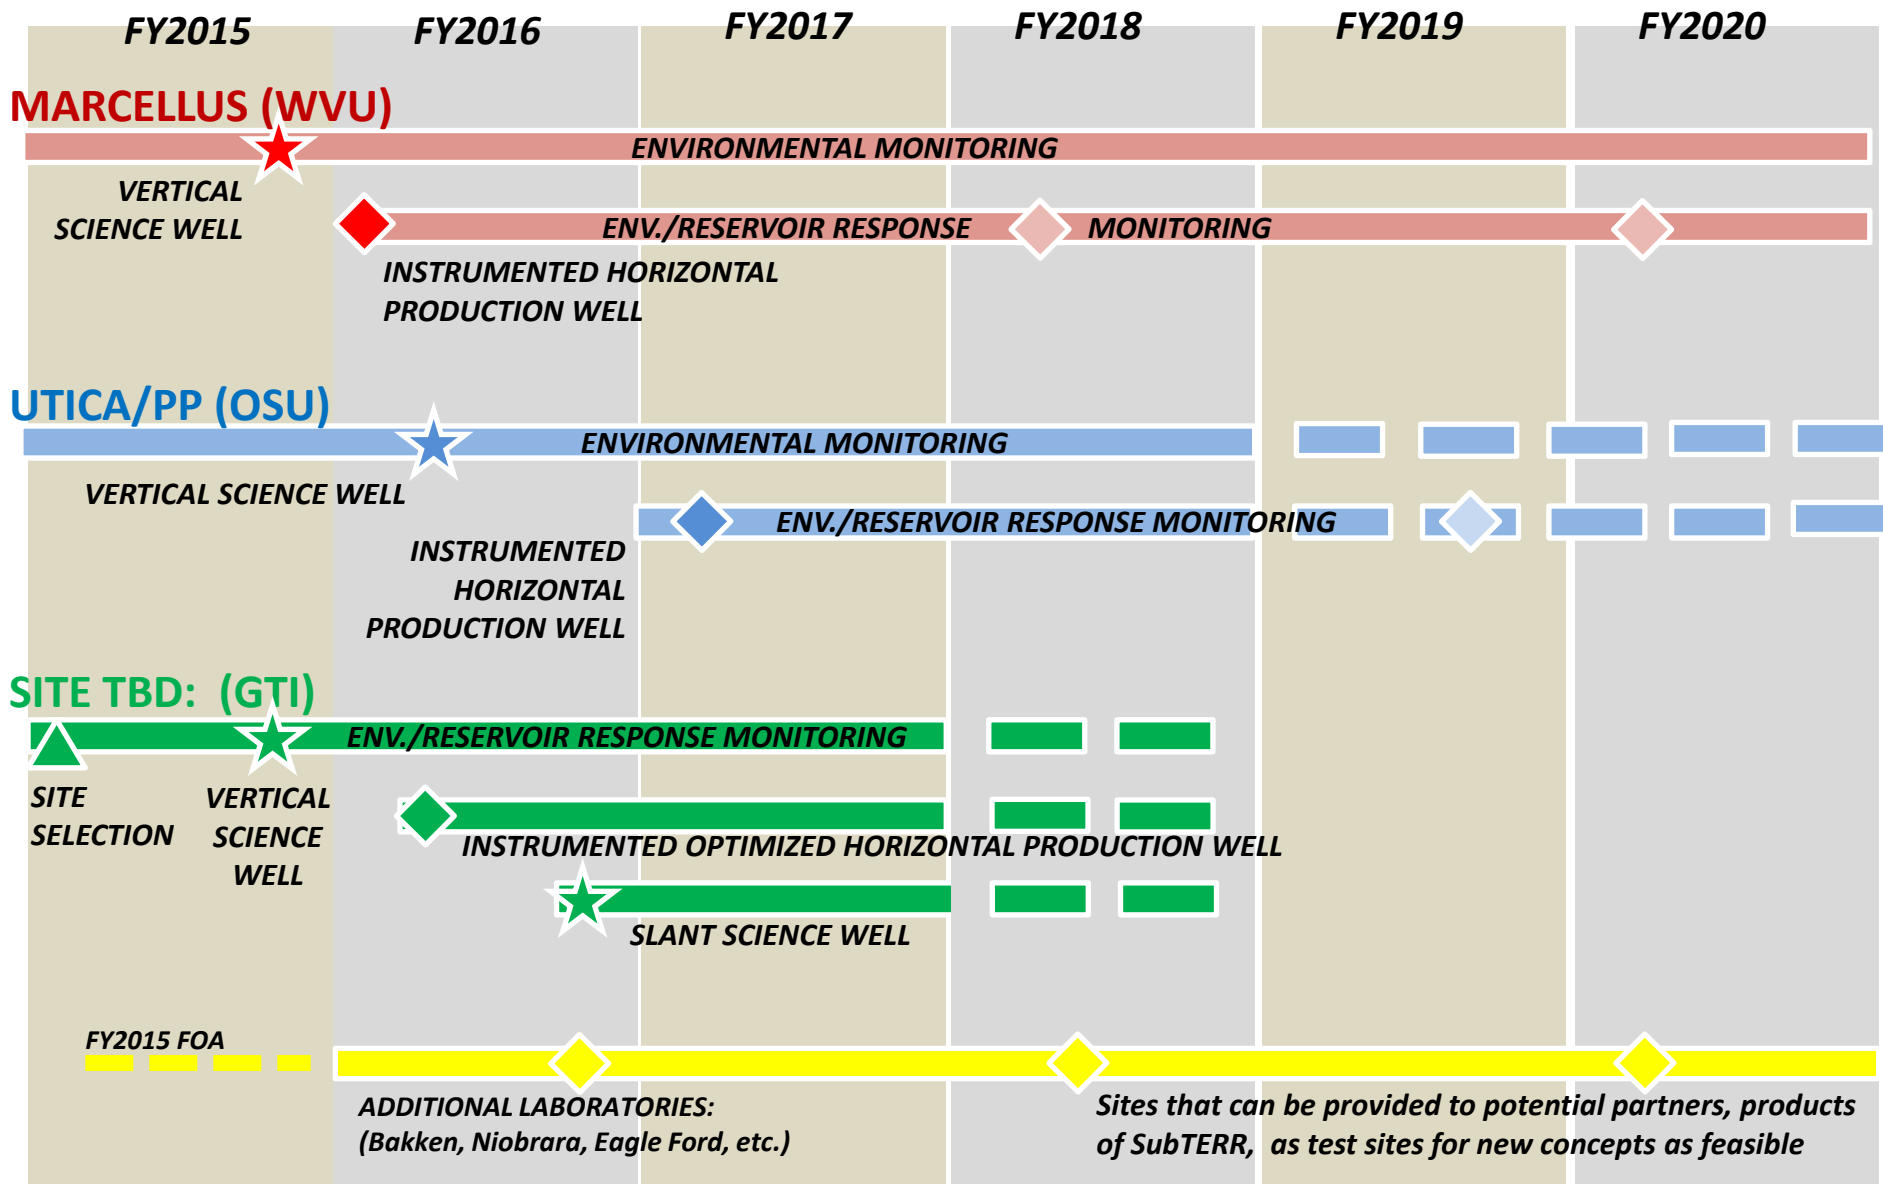 FY2015 FY2016 FY2017 FY2018 FY2019 FY2020
MARCELLUS (WVU)
ENVIRONMENTAL MONITORING
VERTICAL
SCIENCE WELL
ENV./RESERVOIR RESPONSE MONITORING
INSTRUMENTED HORIZONTAL
PRODUCTION WELL
UTICA/PP (OSU)
ENVIRONMENTAL MONITORING
VERTICAL SCIENCE WELL
ENV./RESERVOIR RESPONSE MONITORING
INSTRUMENTED
HORIZONTAL
PRODUCTION WELL
SITE TBD: (GTI)
ENV./RESERVOIR RESPONSE MONITORING
SITE
SELECTION
VERTICAL
SCIENCE
WELL
INSTRUMENTED OPTIMIZED HORIZONTAL PRODUCTION WELL
SLANT SCIENCE WELL
FY2015 FOA
ADDITIONAL LABORATORIES:
(Bakken, Niobrara, Eagle Ford, etc.)
Sites that can be provided to potential partners, products
of SubTERR, as test sites for new concepts as feasible